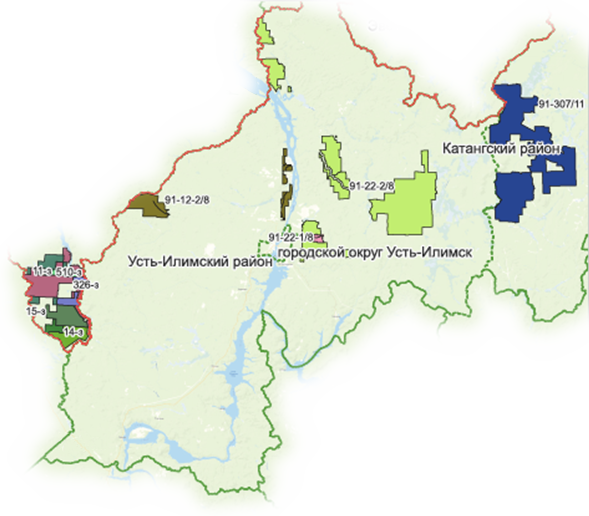 91-307/11
Катангский район
91-22-2/8
91-12-2/8
91-22-1/8
городской округ Усть-Илимск
Усть-Илимский район
11-з
510-з
326-з
15-з
14-з